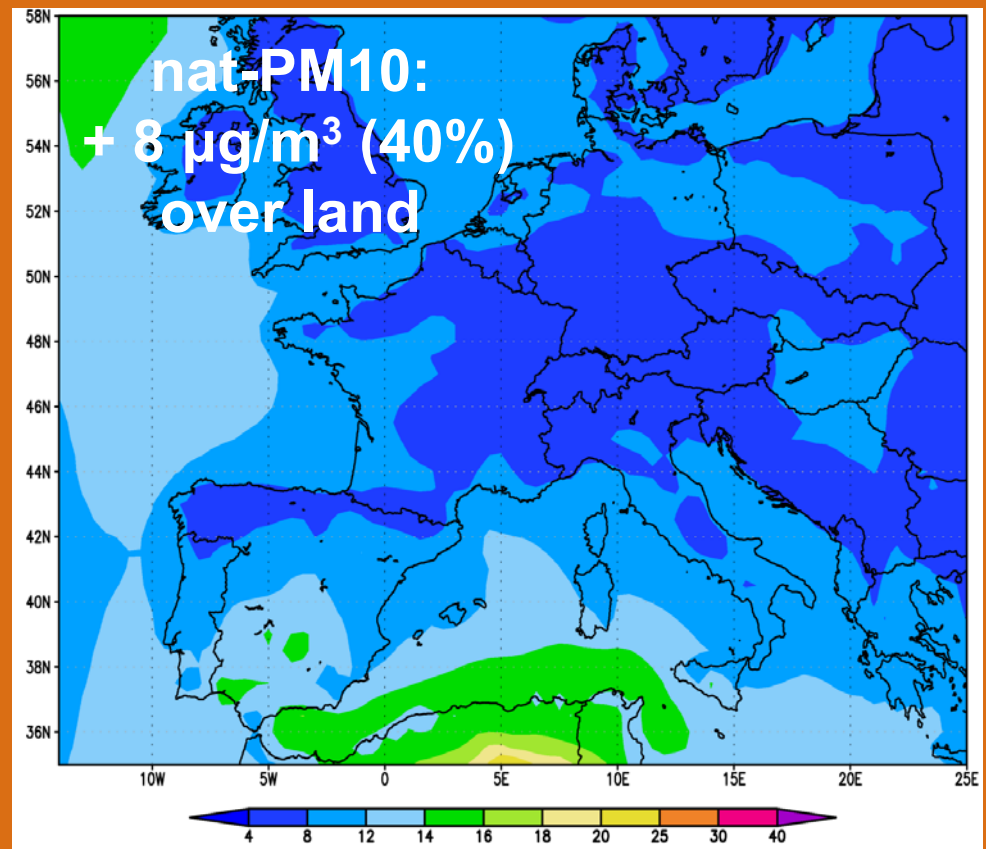 58N
nat-PM10:
56N
+ 8 µg/m³ (40%)
54N
over land
52N
50N
48N
46N
44N
42N
40N
38N
36N
10W 5W 0 5E 10E 15E 20E 25E
4 8 12 14 16 18 20 25 30 40